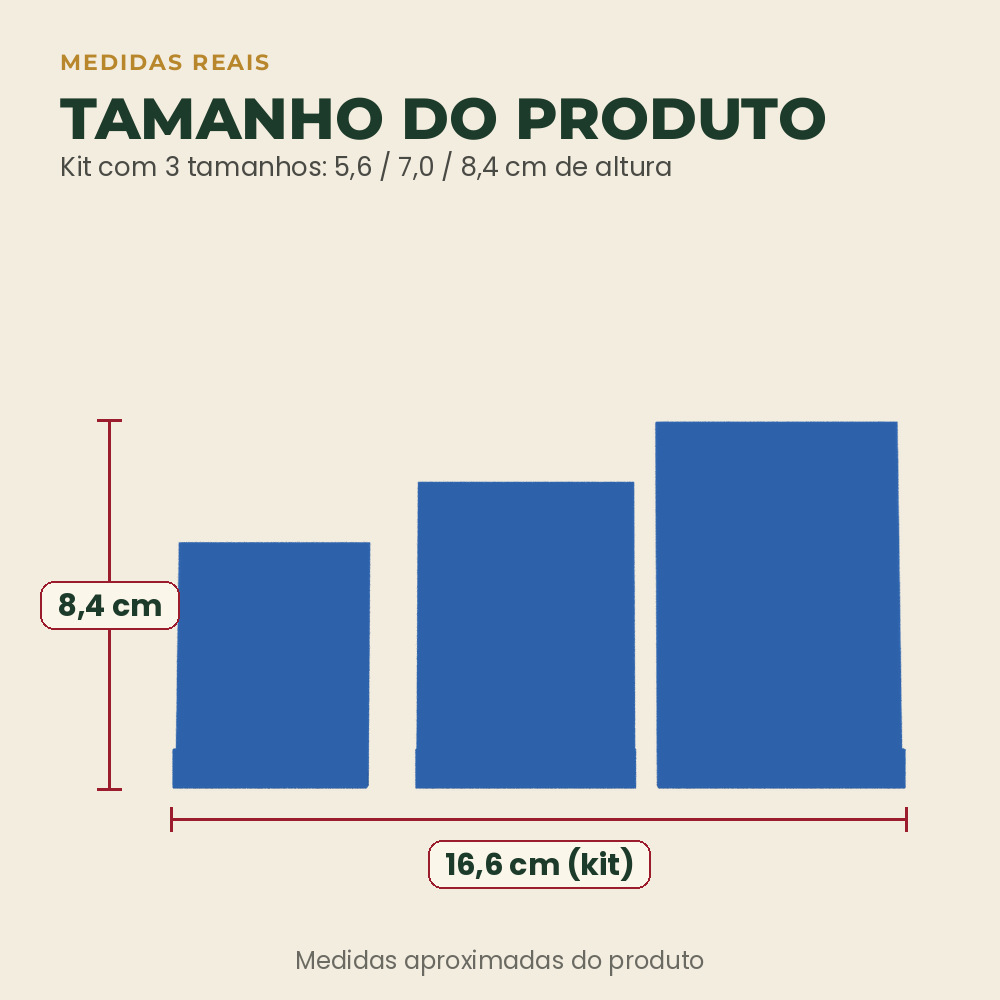 MEDIDAS REAIS
TAMANHO DO PRODUTO
Kit com 3 tamanhos: 5,6 / 7,0 / 8,4 cm de altura
8,4 cm
16,6 cm (kit)
Medidas aproximadas do produto